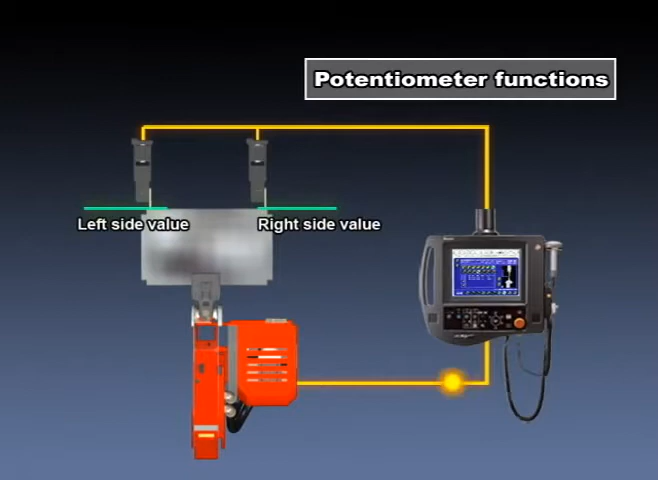 Potentiometer functions
Left side value
Right side value